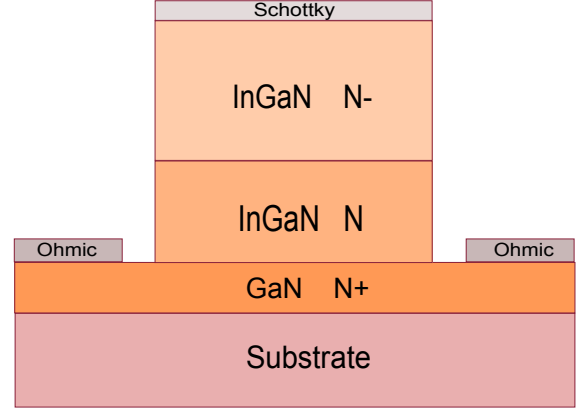 Schottky
InGaN N-
InGaN N
Ohmic Ohmic
GaN N+
Substrate